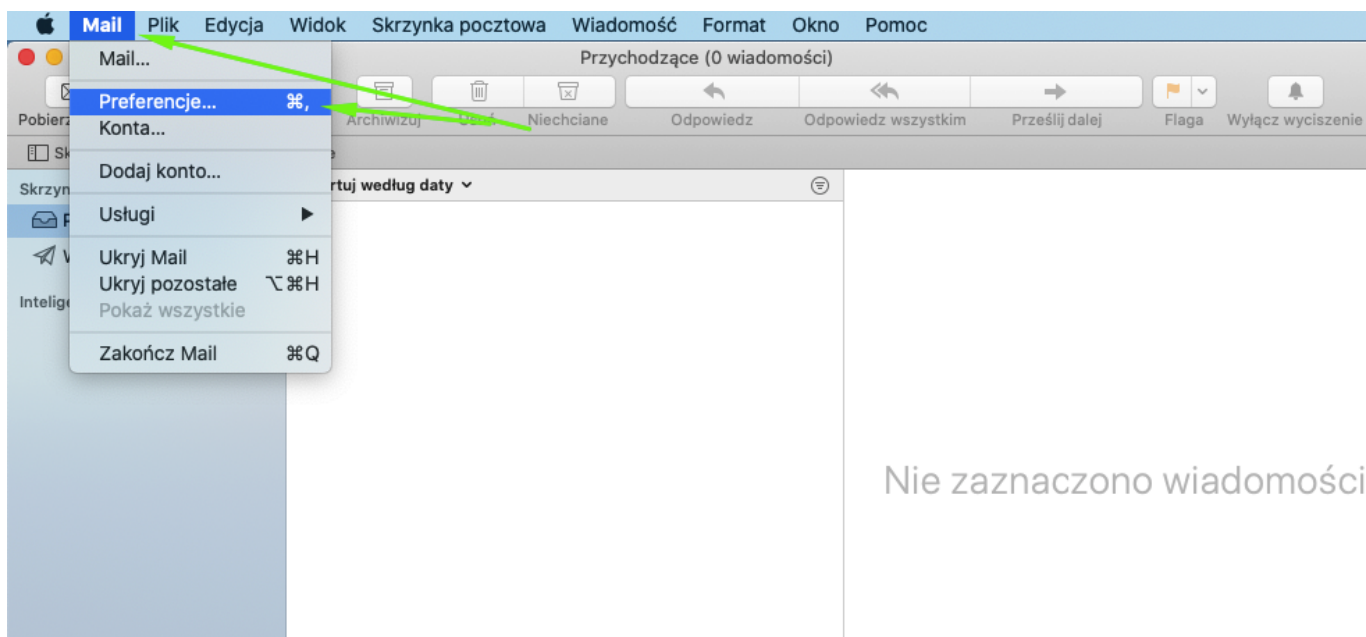 Mail Plik Edycja Widok Skrzynka pocztowa Wiadomość Format Okno Pomoc
Przychodzące (0 wiadomości)
Mail...
Preferencje... ⌘,
Konta...
Dodaj konto...
Usługi
Ukryj Mail ⌘H
Ukryj pozostałe ⌥⌘H
Pokaż wszystkie
Zakończ Mail ⌘Q
Archiwizuj Usuń Niechciane Odpowiedz Odpowiedz wszystkim Prześlij dalej Flaga Wyłącz wyciszenie
według daty
Nie zaznaczono wiadomości